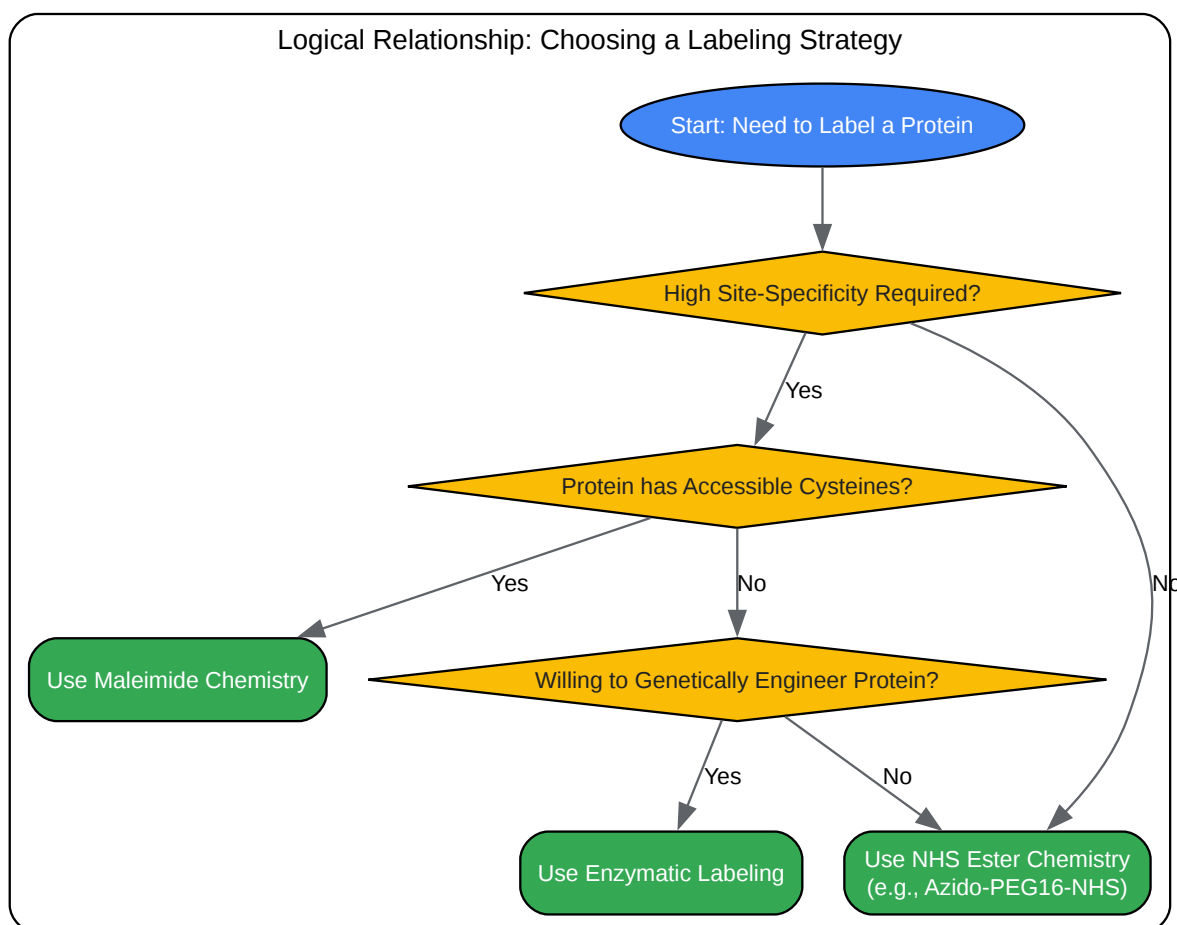 Logical Relationship: Choosing a Labeling Strategy
Start: Need to Label a Protein
High Site-Specificity Required?
Yes
Protein has Accessible Cysteines?
Yes
No
No
Use Maleimide Chemistry
Willing to Genetically Engineer Protein?
Yes
No
Use Enzymatic Labeling
Use NHS Ester Chemistry
(e.g., Azido-PEG16-NHS)